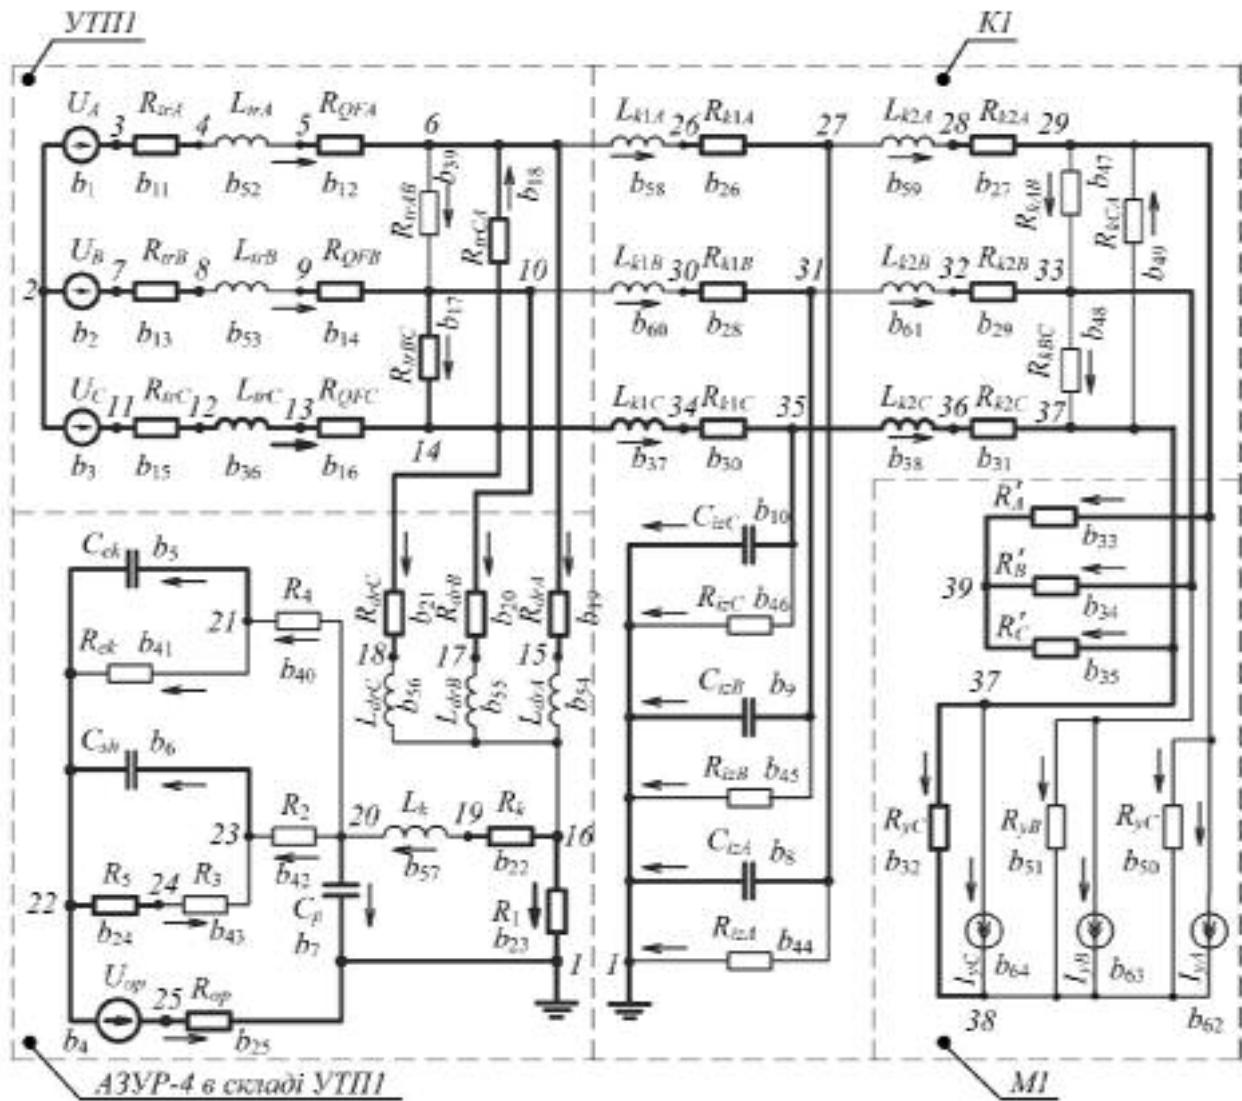 УТП1
К1
U_A 3 R_trA 4 L_trA 5 R_QFA 6
L_k1A 26 R_k1A 27 L_k2A 28 R_k2A 29
b_1 b_11 b_52 b_12 R_trAB b_39 R_trCA b_18
b_58 b_26 b_59 b_27 R_kAB b_47 R_kCA b_49
2 U_B 7 R_trB 8 L_trB 9 R_QFB 10
L_k1B 30 R_k1B 31 L_k2B 32 R_k2B 33
b_2 b_13 b_53 b_14 R_trBC b_17
b_60 b_28 b_61 b_29 R_kBC b_48
U_C 11 R_trC 12 L_trC 13 R_QFC 14
L_k1C 34 R_k1C 35 L_k2C 36 R_k2C 37
b_3 b_15 b_36 b_16
b_37 b_30 b_38 b_31
C_ck b_5
21 R_4
R_ck b_41 b_40
R_drC b_21 R_drB b_20 R_drA b_19
18 17 15
L_drC b_56 L_drB b_55 L_drA b_54
C_sh b_6
23 R_2 20 L_k 19 R_k 16
b_42 b_57 b_22
22 R_5 24 R_3
b_24 b_43
C_p b_7
R_1 b_23
1
U_op 25 R_op
b_4 b_25
C_izC b_10
R_izC b_46
C_izB b_9
R_izB b_45
C_izA b_8
1 R_izA b_44
R'_A b_33
39 R'_B b_34
R'_C b_35
37
R_yC b_32 R_yB b_51 R_yC b_50
I_yC b_64 I_yB b_63 I_yA b_62
38
АЗУР-4 в складі УТП1
М1